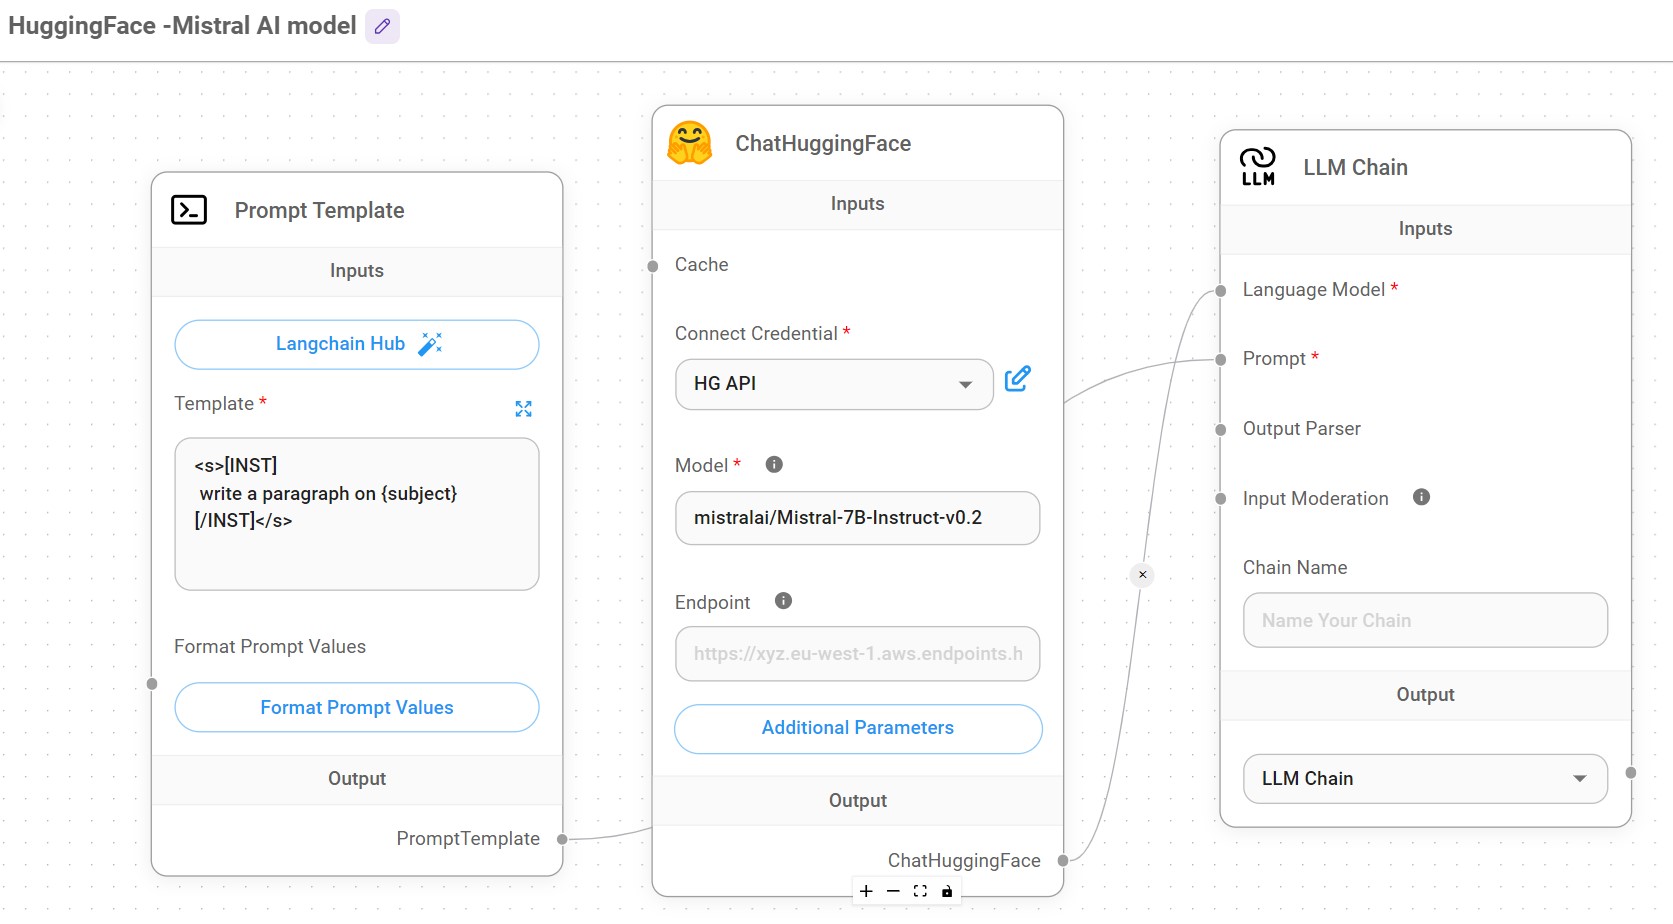 HuggingFace -Mistral AI model
Prompt Template
Inputs
Langchain Hub
Template *
<s>[INST]
write a paragraph on {subject}
[/INST]</s>
Format Prompt Values
Format Prompt Values
Output
PromptTemplate
ChatHuggingFace
Inputs
Cache
Connect Credential *
HG API
Model *
mistralai/Mistral-7B-Instruct-v0.2
Endpoint
https://xyz.eu-west-1.aws.endpoints.h
Additional Parameters
Output
ChatHuggingFace
LLM
LLM Chain
Inputs
Language Model *
Prompt *
Output Parser
Input Moderation
Chain Name
Name Your Chain
Output
LLM Chain